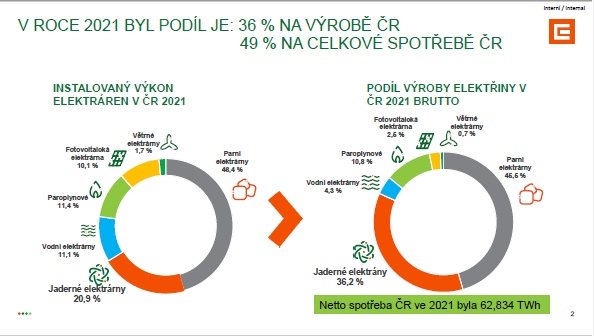 Interní / Internal
V ROCE 2021 BYL PODÍL JE: 36 % NA VÝROBĚ ČR
49 % NA CELKOVÉ SPOTŘEBĚ ČR
INSTALOVANÝ VÝKON
ELEKTRÁREN V ČR 2021
Větrné
elektrárny
1,7 %
Fotovoltaická
elektrárna
10,1 %
Parní
elektrárny
48,4 %
Paroplynové
11,4 %
Vodní elektrárny
11,1 %
Jaderné elektrárny
20,9 %
PODÍL VÝROBY ELEKTŘINY V
ČR 2021 BRUTTO
Větrné
elektrárny
0,7 %
Fotovoltaická
elektrárna
2,5 %
Parní
elektrárny
45,5 %
Paroplynové
10,8 %
Vodní elektrárny
4,3 %
Jaderné elektrány
36,2 %
Netto spotřeba ČR ve 2021 byla 62,834 TWh
2